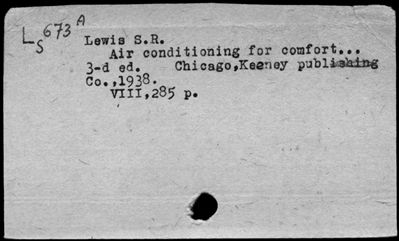 L 673 A
S
Lewis S.R.
Air conditioning for comfort...
3-d ed. Chicago,Keeney publishing
Co.,1938.
VIII,285 p.